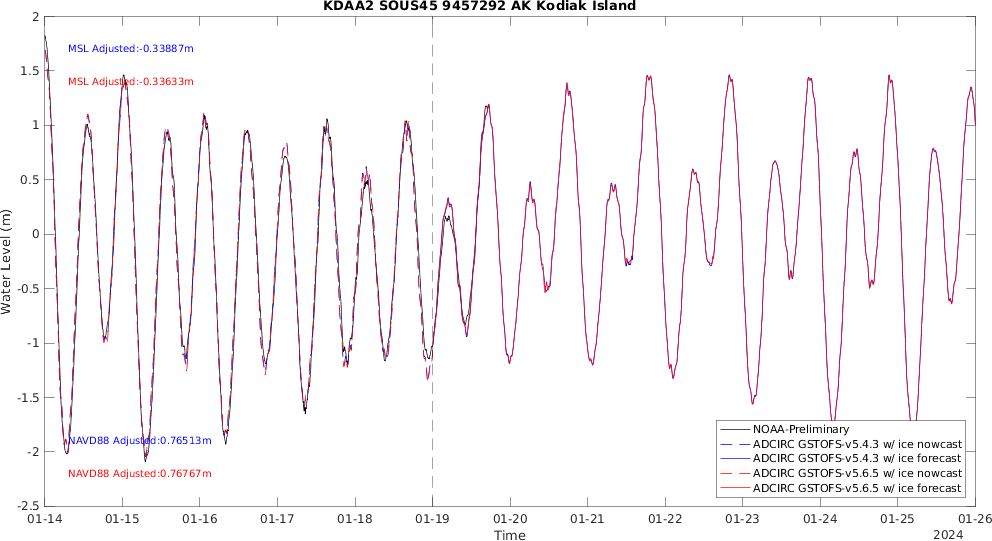 KDAA2 SOUS45 9457292 AK Kodiak Island
2
1.5
1
0.5
0
-0.5
-1
-1.5
-2
-2.5
Water Level (m)
MSL Adjusted:-0.33887m
MSL Adjusted:-0.33633m
NAVD88 Adjusted:0.76513m
NAVD88 Adjusted:0.76767m
NOAA-Preliminary
ADCIRC GSTOFS-v5.4.3 w/ ice nowcast
ADCIRC GSTOFS-v5.4.3 w/ ice forecast
ADCIRC GSTOFS-v5.6.5 w/ ice nowcast
ADCIRC GSTOFS-v5.6.5 w/ ice forecast
01-14 01-15 01-16 01-17 01-18 01-19 01-20 01-21 01-22 01-23 01-24 01-25 01-26
Time
2024